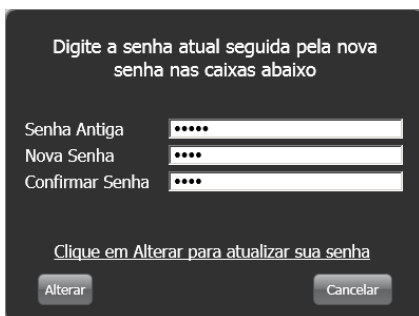 Digite a senha atual seguida pela nova
senha nas caixas abaixo
Senha Antiga •••••
Nova Senha ••••
Confirmar Senha ••••
Clique em Alterar para atualizar sua senha
Alterar Cancelar